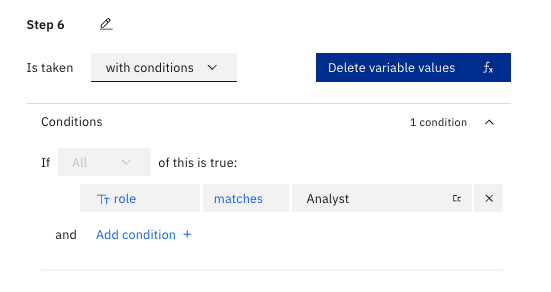 Step 6
Is taken with conditions Delete variable values fx
Conditions 1 condition
If All of this is true:
Tт role matches Analyst Cc
and Add condition +